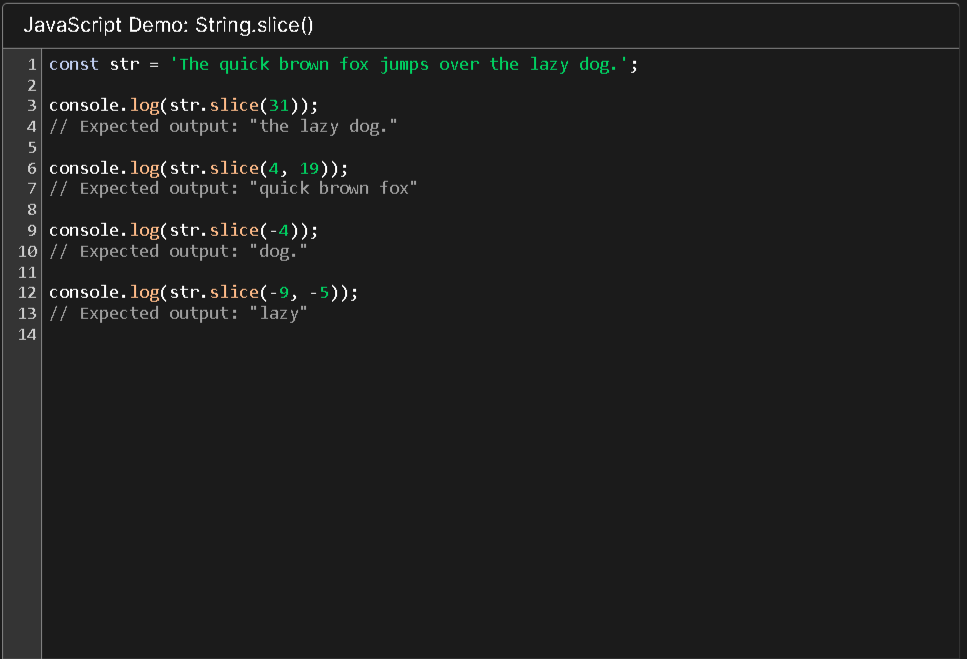 JavaScript Demo: String.slice()
1 const str = 'The quick brown fox jumps over the lazy dog.';
2
3 console.log(str.slice(31));
4 // Expected output: "the lazy dog."
5
6 console.log(str.slice(4, 19));
7 // Expected output: "quick brown fox"
8
9 console.log(str.slice(-4));
10 // Expected output: "dog."
11
12 console.log(str.slice(-9, -5));
13 // Expected output: "lazy"
14